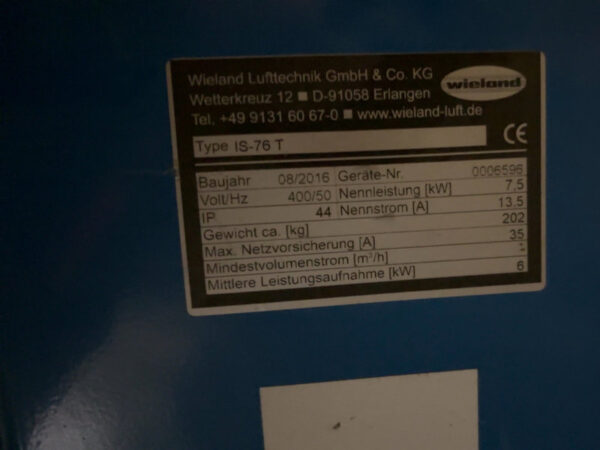 Wieland Lufttechnik GmbH & Co. KG
wieland
Wetterkreuz 12 ■ D-91058 Erlangen
Tel. +49 9131 60 67-0 ■ www.wieland-luft.de
Type IS-76 T CE
Baujahr 08/2016 Geräte-Nr. 0006596
Volt/Hz 400/50 Nennleistung [kW] 7,5
IP 44 Nennstrom [A] 13,5
Gewicht ca. [kg] 202
Max. Netzvorsicherung [A] 35
Mindestvolumenstrom [m³/h] -
Mittlere Leistungsaufnahme [kW] 6